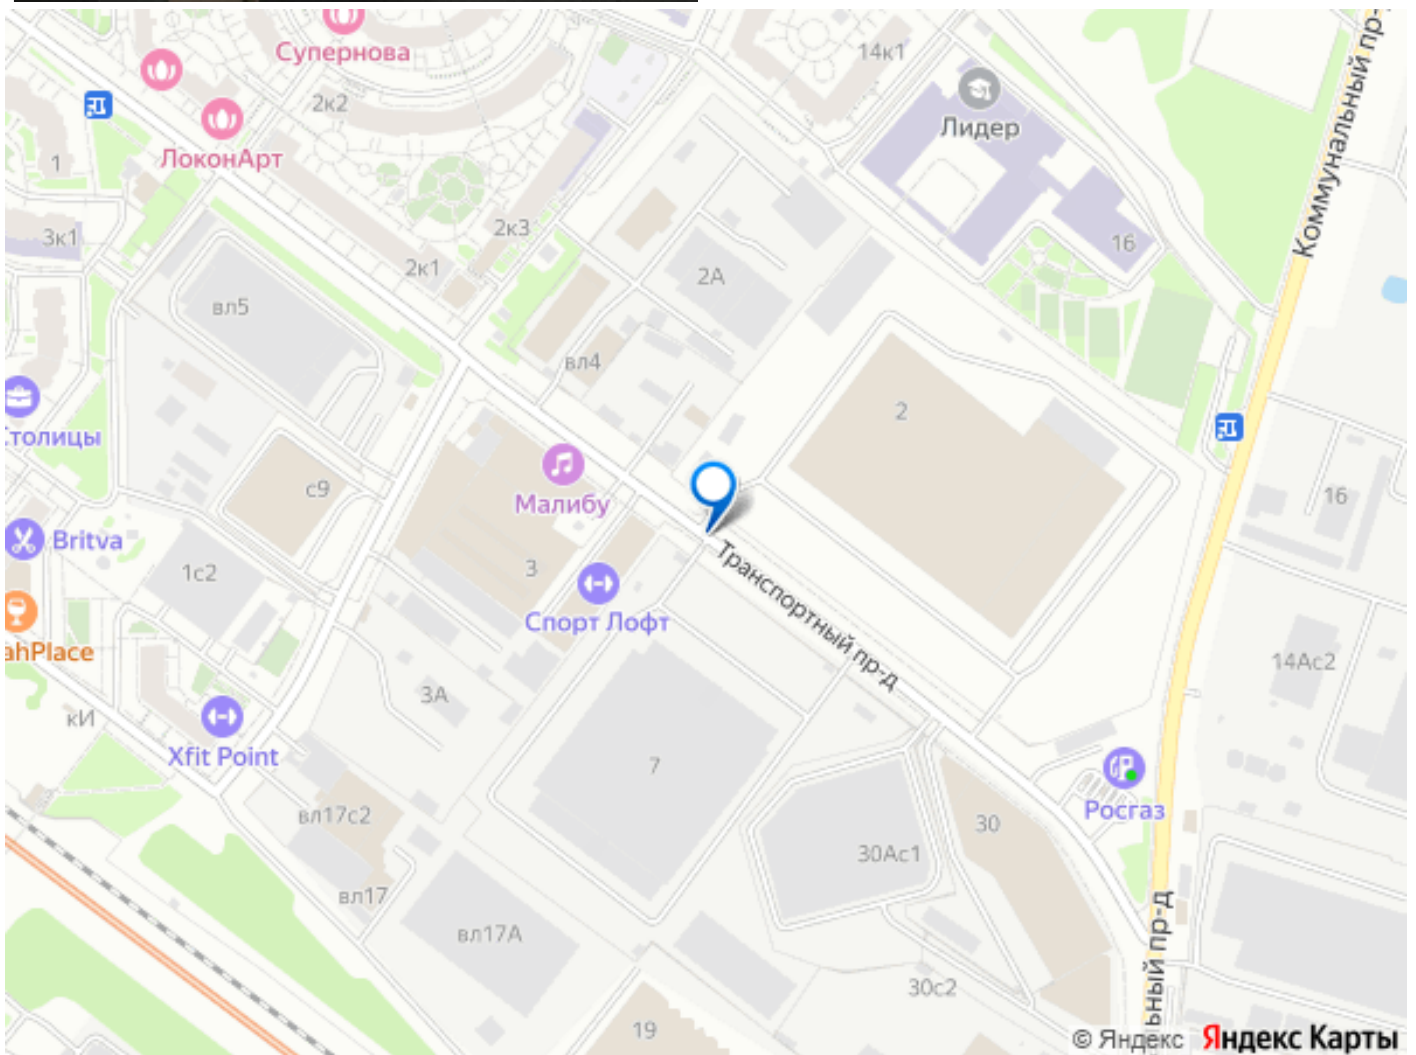 Супернова
14к1
Коммунальный пр-
2к2
Лидер
ЛоконАрт
1
3к1
2к3
16
2к1
2А
вл5
вл4
2
Столицы
с9
Малибу
16
Britva
1с2
3
Транспортный пр-д
Спорт Лофт
ahPlace
14Ас2
3А
кИ
Xfit Point
7
Росгаз
вл17с2
30
30Ас1
вл17
вл17А
ьный пр-д
30с2
19
© Яндекс Яндекс Карты